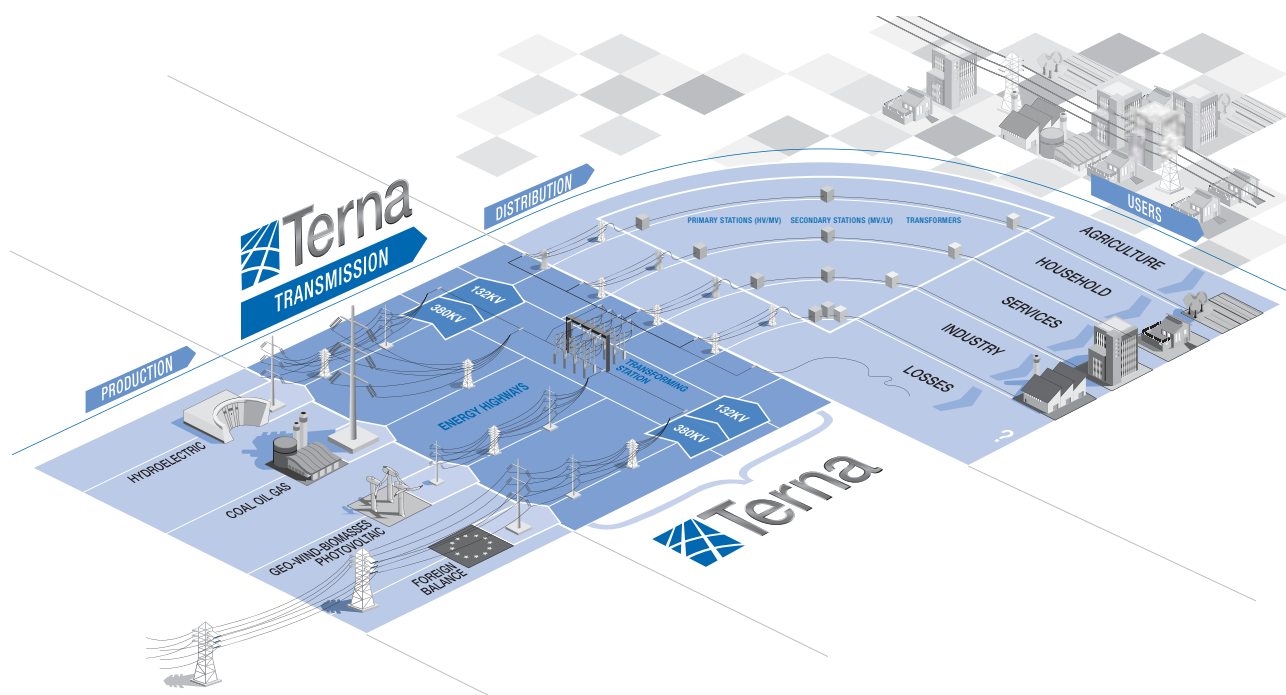 Terna
TRANSMISSION
PRODUCTION
DISTRIBUTION
USERS
PRIMARY STATIONS (HV/MV)
SECONDARY STATIONS (MV/LV)
TRANSFORMERS
AGRICULTURE
HOUSEHOLD
SERVICES
INDUSTRY
LOSSES
?
132KV
380KV
ENERGY HIGHWAYS
TRANSFORMING
STATION
132KV
380KV
HYDROELECTRIC
COAL OIL GAS
GEO-WIND-BIOMASSES
PHOTOVOLTAIC
FOREIGN
BALANCE
Terna